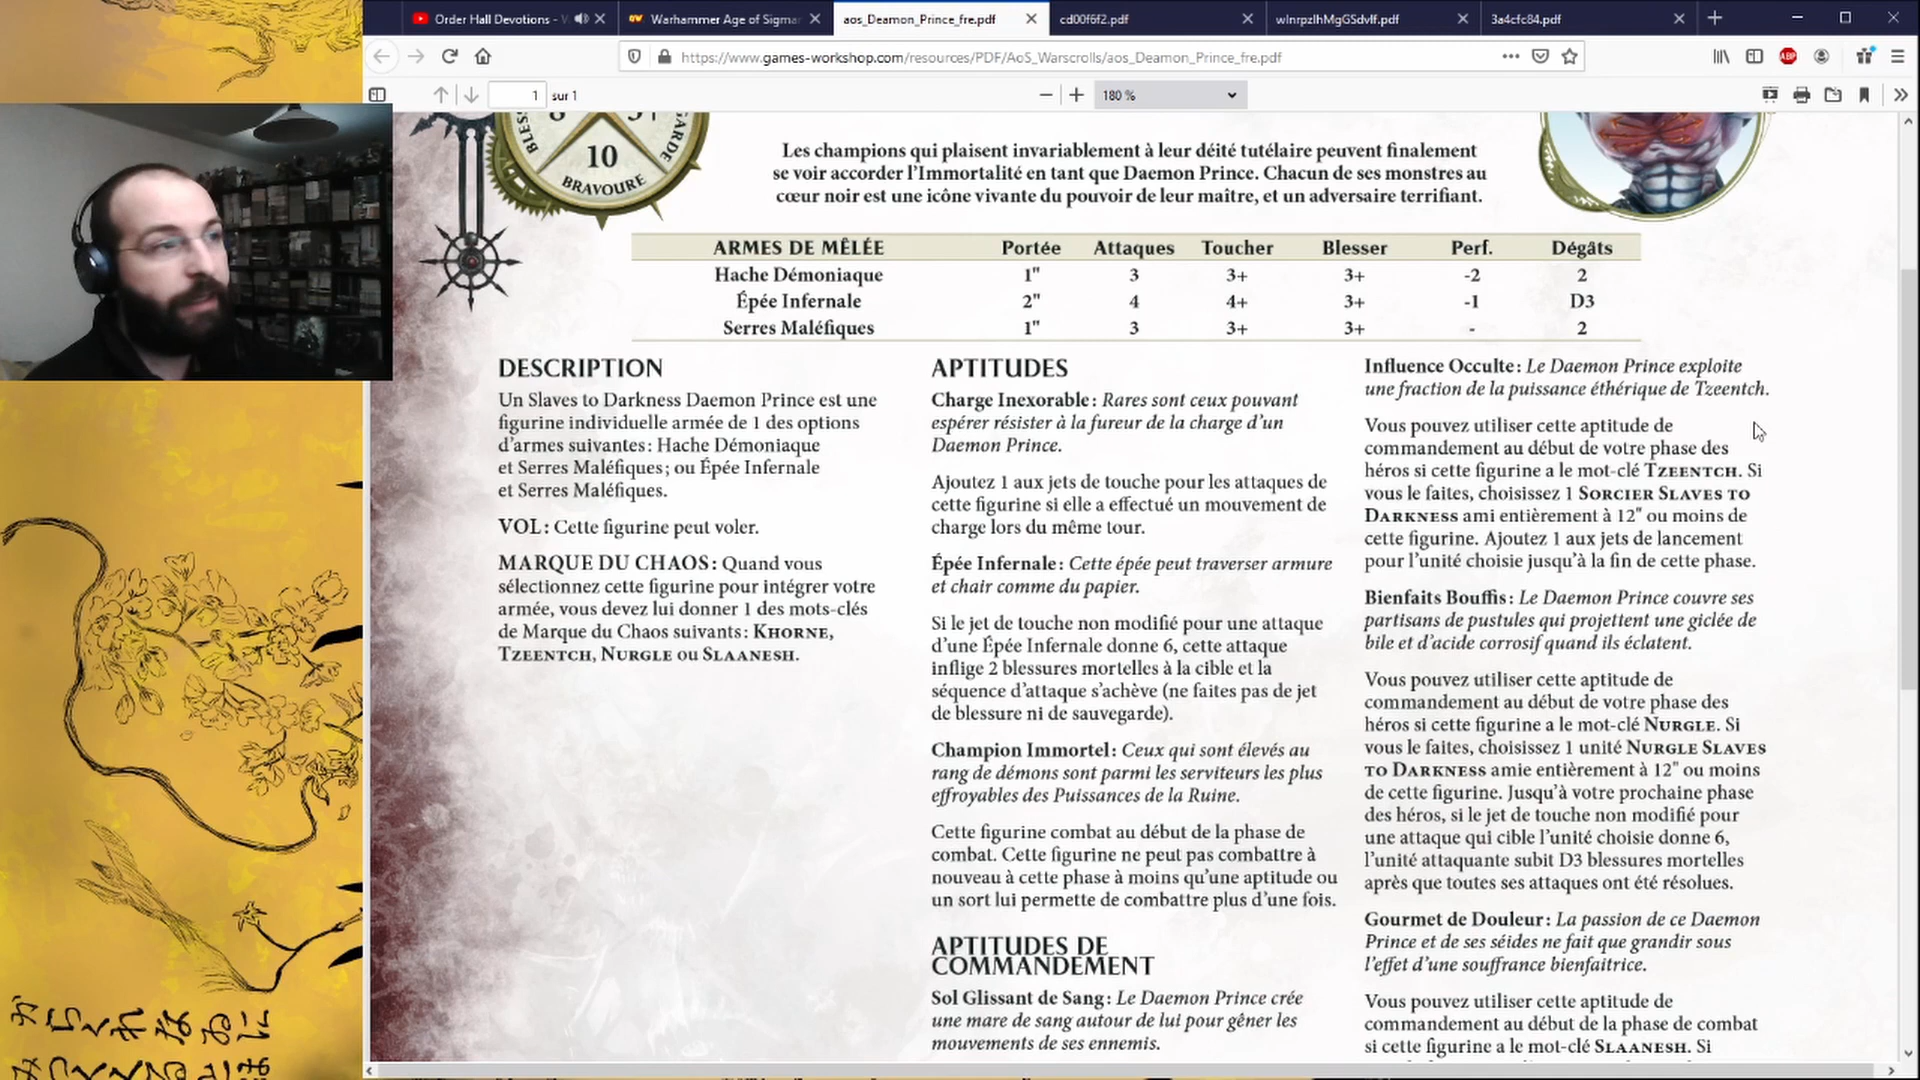 Order Hall Devotions -
Warhammer Age of Sigmar
aos_Deamon_Prince_fre.pdf
cd00f6f2.pdf
3a4cfc84.pdf
https://www.games-workshop.com/resources/PDF/AoS_Warscrolls/aos_Deamon_Prince_fre.pdf
1 sur 1
180 %
10
BRAVOURE
Les champions qui plaisent invariablement à leur déité tutélaire peuvent finalement
se voir accorder l'Immortalité en tant que Daemon Prince. Chacun de ses monstres au
cœur noir est une icône vivante du pouvoir de leur maître, et un adversaire terrifiant.
ARMES DE MÊLÉE Portée Attaques Toucher Blesser Perf. Dégâts
Hache Démoniaque 1" 3 3+ 3+ -2 2
Épée Infernale 2" 4 4+ 3+ -1 D3
Serres Maléfiques 1" 3 3+ 3+ - 2
DESCRIPTION
Un Slaves to Darkness Daemon Prince est une
figurine individuelle armée de 1 des options
d'armes suivantes : Hache Démoniaque
et Serres Maléfiques ; ou Épée Infernale
et Serres Maléfiques.
VOL : Cette figurine peut voler.
MARQUE DU CHAOS : Quand vous
sélectionnez cette figurine pour intégrer votre
armée, vous devez lui donner 1 des mots-clés
de Marque du Chaos suivants : KHORNE,
TZEENTCH, NURGLE ou SLAANESH.
APTITUDES
Charge Inexorable : Rares sont ceux pouvant
espérer résister à la fureur de la charge d'un
Daemon Prince.
Ajoutez 1 aux jets de touche pour les attaques de
cette figurine si elle a effectué un mouvement de
charge lors du même tour.
Épée Infernale : Cette épée peut traverser armure
et chair comme du papier.
Si le jet de touche non modifié pour une attaque
d'une Épée Infernale donne 6, cette attaque
inflige 2 blessures mortelles à la cible et la
séquence d'attaque s'achève (ne faites pas de jet
de blessure ni de sauvegarde).
Champion Immortel : Ceux qui sont élevés au
rang de démons sont parmi les serviteurs les plus
effroyables des Puissances de la Ruine.
Cette figurine combat au début de la phase de
combat. Cette figurine ne peut pas combattre à
nouveau à cette phase à moins qu'une aptitude ou
un sort lui permette de combattre plus d'une fois.
APTITUDES DE
COMMANDEMENT
Sol Glissant de Sang : Le Daemon Prince crée
une mare de sang autour de lui pour gêner les
mouvements de ses ennemis.
Influence Occulte : Le Daemon Prince exploite
une fraction de la puissance éthérique de Tzeentch.
Vous pouvez utiliser cette aptitude de
commandement au début de votre phase des
héros si cette figurine a le mot-clé TZEENTCH. Si
vous le faites, choisissez 1 SORCIER SLAVES TO
DARKNESS ami entièrement à 12" ou moins de
cette figurine. Ajoutez 1 aux jets de lancement
pour l'unité choisie jusqu'à la fin de cette phase.
Bienfaits Bouffis : Le Daemon Prince couvre ses
partisans de pustules qui projettent une giclée de
bile et d'acide corrosif quand ils éclatent.
Vous pouvez utiliser cette aptitude de
commandement au début de votre phase des
héros si cette figurine a le mot-clé NURGLE. Si
vous le faites, choisissez 1 unité NURGLE SLAVES
TO DARKNESS amie entièrement à 12" ou moins
de cette figurine. Jusqu'à votre prochaine phase
des héros, si le jet de touche non modifié pour
une attaque qui cible l'unité choisie donne 6,
l'unité attaquante subit D3 blessures mortelles
après que toutes ses attaques ont été résolues.
Gourmet de Douleur : La passion de ce Daemon
Prince et de ses séides ne fait que grandir sous
l'effet d'une souffrance bienfaitrice.
Vous pouvez utiliser cette aptitude de
commandement au début de la phase de combat
si cette figurine a le mot-clé SLAANESH. Si